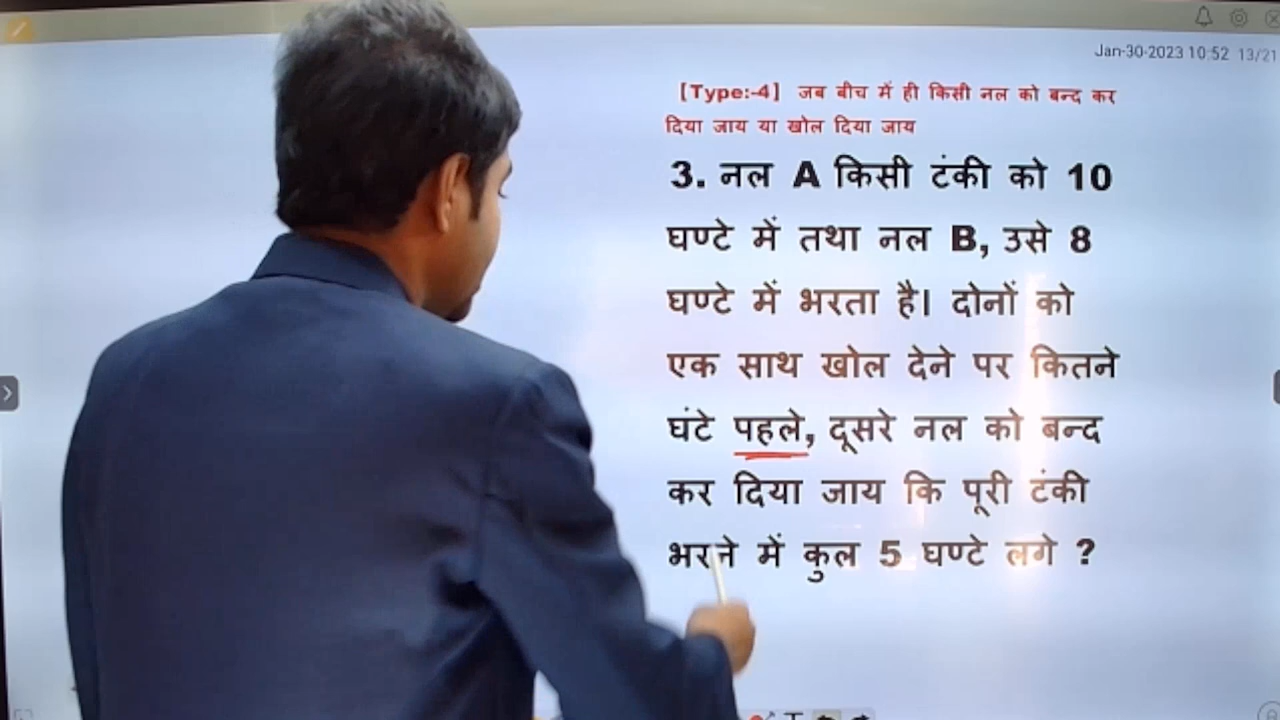 Jan-30-2023 10:52 13/21
[Type:-4] जब बीच में ही किसी नल को बन्द कर
दिया जाय या खोल दिया जाय
3. नल A किसी टंकी को 10
घण्टे में तथा नल B, उसे 8
घण्टे में भरता है। दोनों को
एक साथ खोल देने पर कितने
घंटे पहले, दूसरे नल को बन्द
कर दिया जाय कि पूरी टंकी
भरने में कुल 5 घण्टे लगे ?